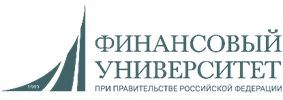 ФИНАНСОВЫЙ
УНИВЕРСИТЕТ
ПРИ ПРАВИТЕЛЬСТВЕ РОССИЙСКОЙ ФЕДЕРАЦИИ